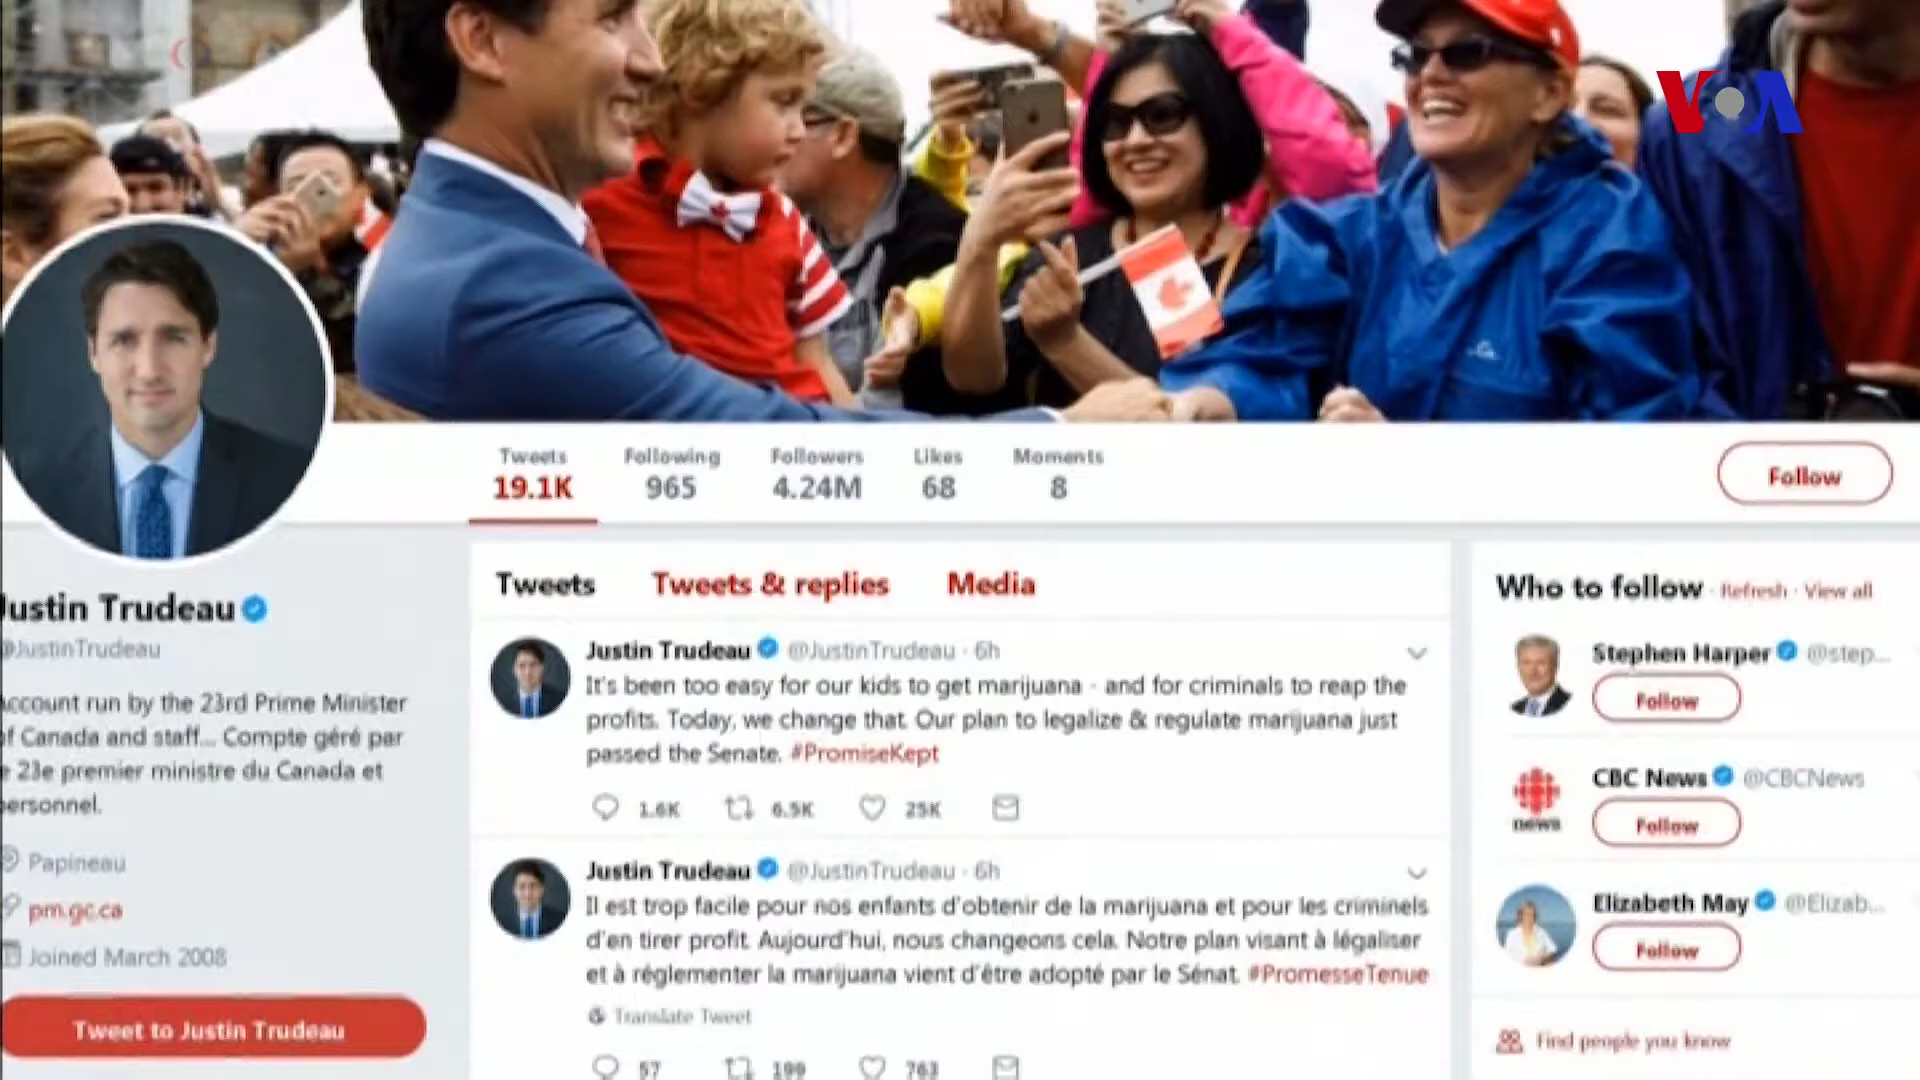 VOA
Tweets Following Followers Likes Moments
19.1K 965 4.24M 68 8
Follow
Justin Trudeau
@JustinTrudeau
Account run by the 23rd Prime Minister
of Canada and staff... Compte géré par
le 23e premier ministre du Canada et
personnel.
Papineau
pm.gc.ca
Joined March 2008
Tweet to Justin Trudeau
Tweets Tweets & replies Media
Justin Trudeau @JustinTrudeau · 6h
It's been too easy for our kids to get marijuana - and for criminals to reap the
profits. Today, we change that. Our plan to legalize & regulate marijuana just
passed the Senate. #PromiseKept
1.6K 6.5K 25K
Justin Trudeau @JustinTrudeau · 6h
Il est trop facile pour nos enfants d'obtenir de la marijuana et pour les criminels
d'en tirer profit. Aujourd'hui, nous changeons cela. Notre plan visant à légaliser
et à réglementer la marijuana vient d'être adopté par le Sénat. #PromesseTenue
Translate Tweet
57 199 763
Who to follow · Refresh · View all
Stephen Harper @step...
Follow
CBC News @CBCNews
news
Follow
Elizabeth May @Elizab...
Follow
Find people you know